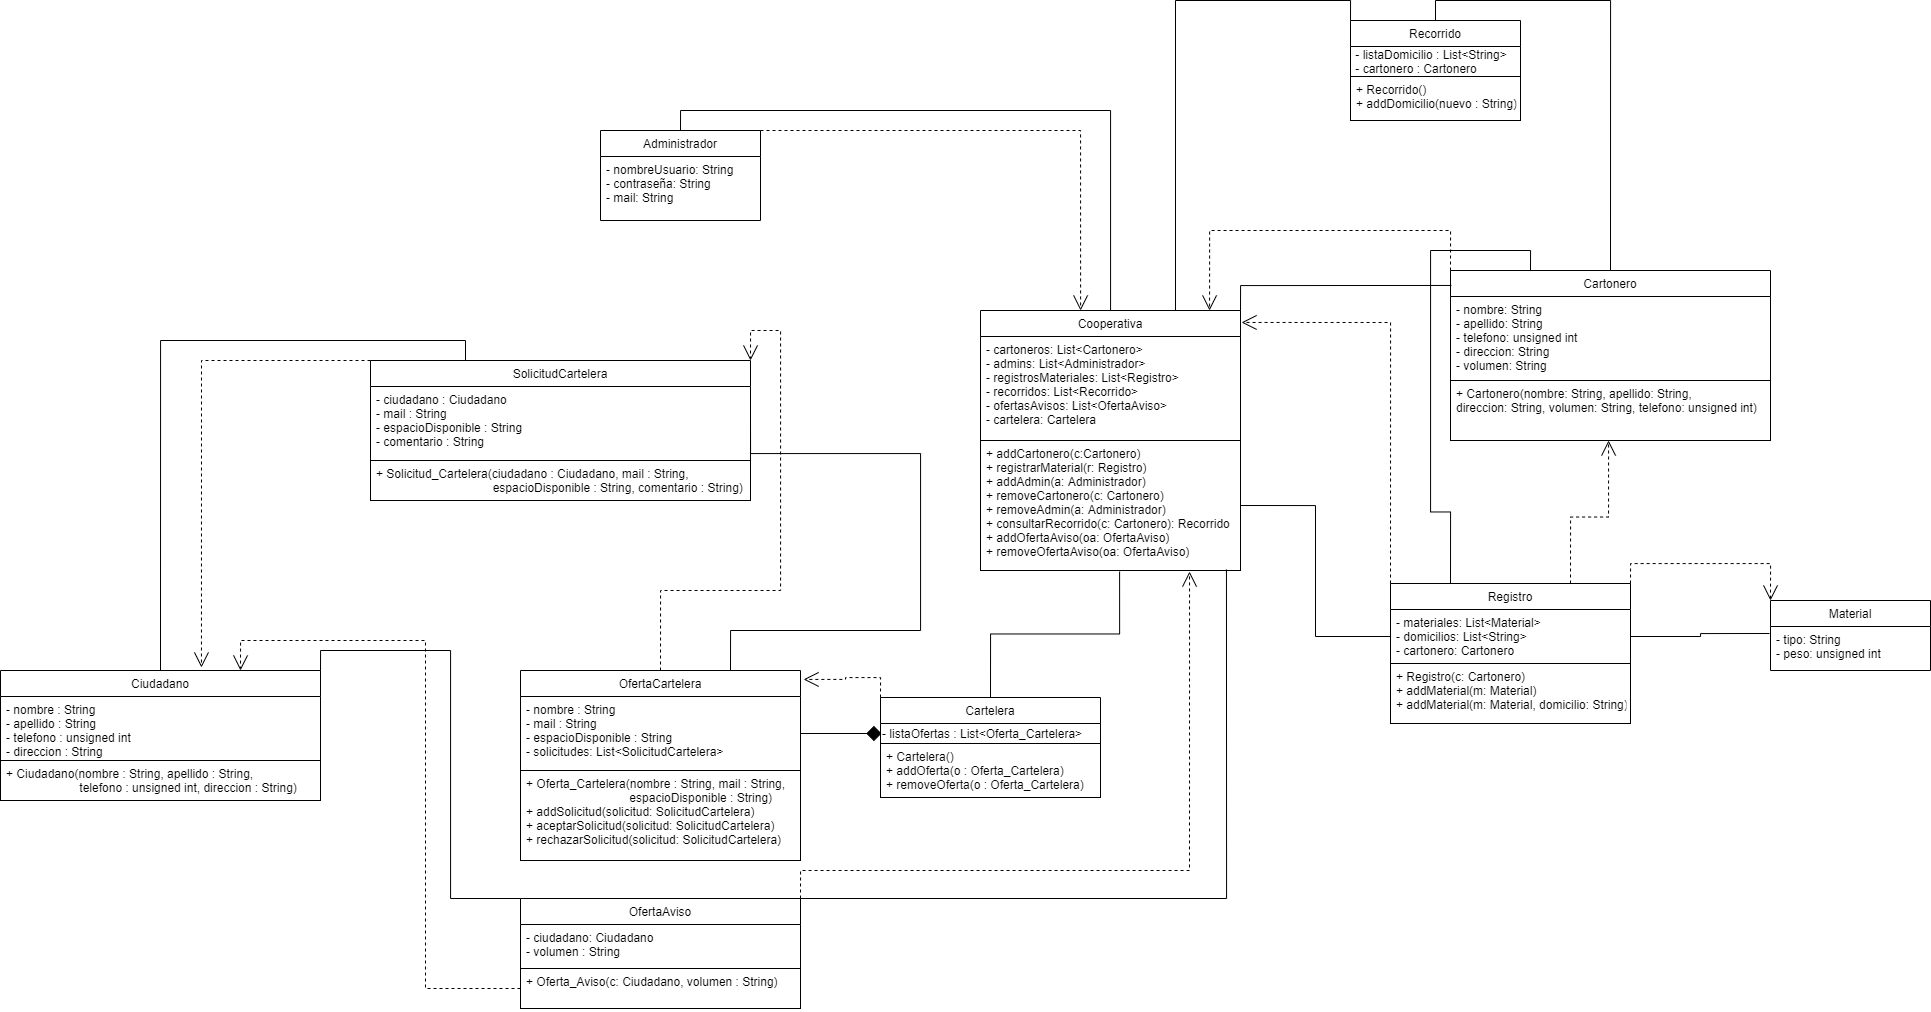 Recorrido
- listaDomicilio : List<String>
- cartonero : Cartonero
+ Recorrido()
+ addDomicilio(nuevo : String)
Administrador
- nombreUsuario: String
- contraseña: String
- mail: String
Cartonero
- nombre: String
- apellido: String
- telefono: unsigned int
- direccion: String
- volumen: String
+ Cartonero(nombre: String, apellido: String,
direccion: String, volumen: String, telefono: unsigned int)
Cooperativa
- cartoneros: List<Cartonero>
- admins: List<Administrador>
- registrosMateriales: List<Registro>
- recorridos: List<Recorrido>
- ofertasAvisos: List<OfertaAviso>
- cartelera: Cartelera
+ addCartonero(c:Cartonero)
+ registrarMaterial(r: Registro)
+ addAdmin(a: Administrador)
+ removeCartonero(c: Cartonero)
+ removeAdmin(a: Administrador)
+ consultarRecorrido(c: Cartonero): Recorrido
+ addOfertaAviso(oa: OfertaAviso)
+ removeOfertaAviso(oa: OfertaAviso)
SolicitudCartelera
- ciudadano : Ciudadano
- mail : String
- espacioDisponible : String
- comentario : String
+ Solicitud_Cartelera(ciudadano : Ciudadano, mail : String,
espacioDisponible : String, comentario : String)
Registro
- materiales: List<Material>
- domicilios: List<String>
- cartonero: Cartonero
+ Registro(c: Cartonero)
+ addMaterial(m: Material)
+ addMaterial(m: Material, domicilio: String)
Material
- tipo: String
- peso: unsigned int
Ciudadano
- nombre : String
- apellido : String
- telefono : unsigned int
- direccion : String
+ Ciudadano(nombre : String, apellido : String,
telefono : unsigned int, direccion : String)
OfertaCartelera
- nombre : String
- mail : String
- espacioDisponible : String
- solicitudes: List<SolicitudCartelera>
+ Oferta_Cartelera(nombre : String, mail : String,
espacioDisponible : String)
+ addSolicitud(solicitud: SolicitudCartelera)
+ aceptarSolicitud(solicitud: SolicitudCartelera)
+ rechazarSolicitud(solicitud: SolicitudCartelera)
Cartelera
- listaOfertas : List<Oferta_Cartelera>
+ Cartelera()
+ addOferta(o : Oferta_Cartelera)
+ removeOferta(o : Oferta_Cartelera)
OfertaAviso
- ciudadano: Ciudadano
- volumen : String
+ Oferta_Aviso(c: Ciudadano, volumen : String)